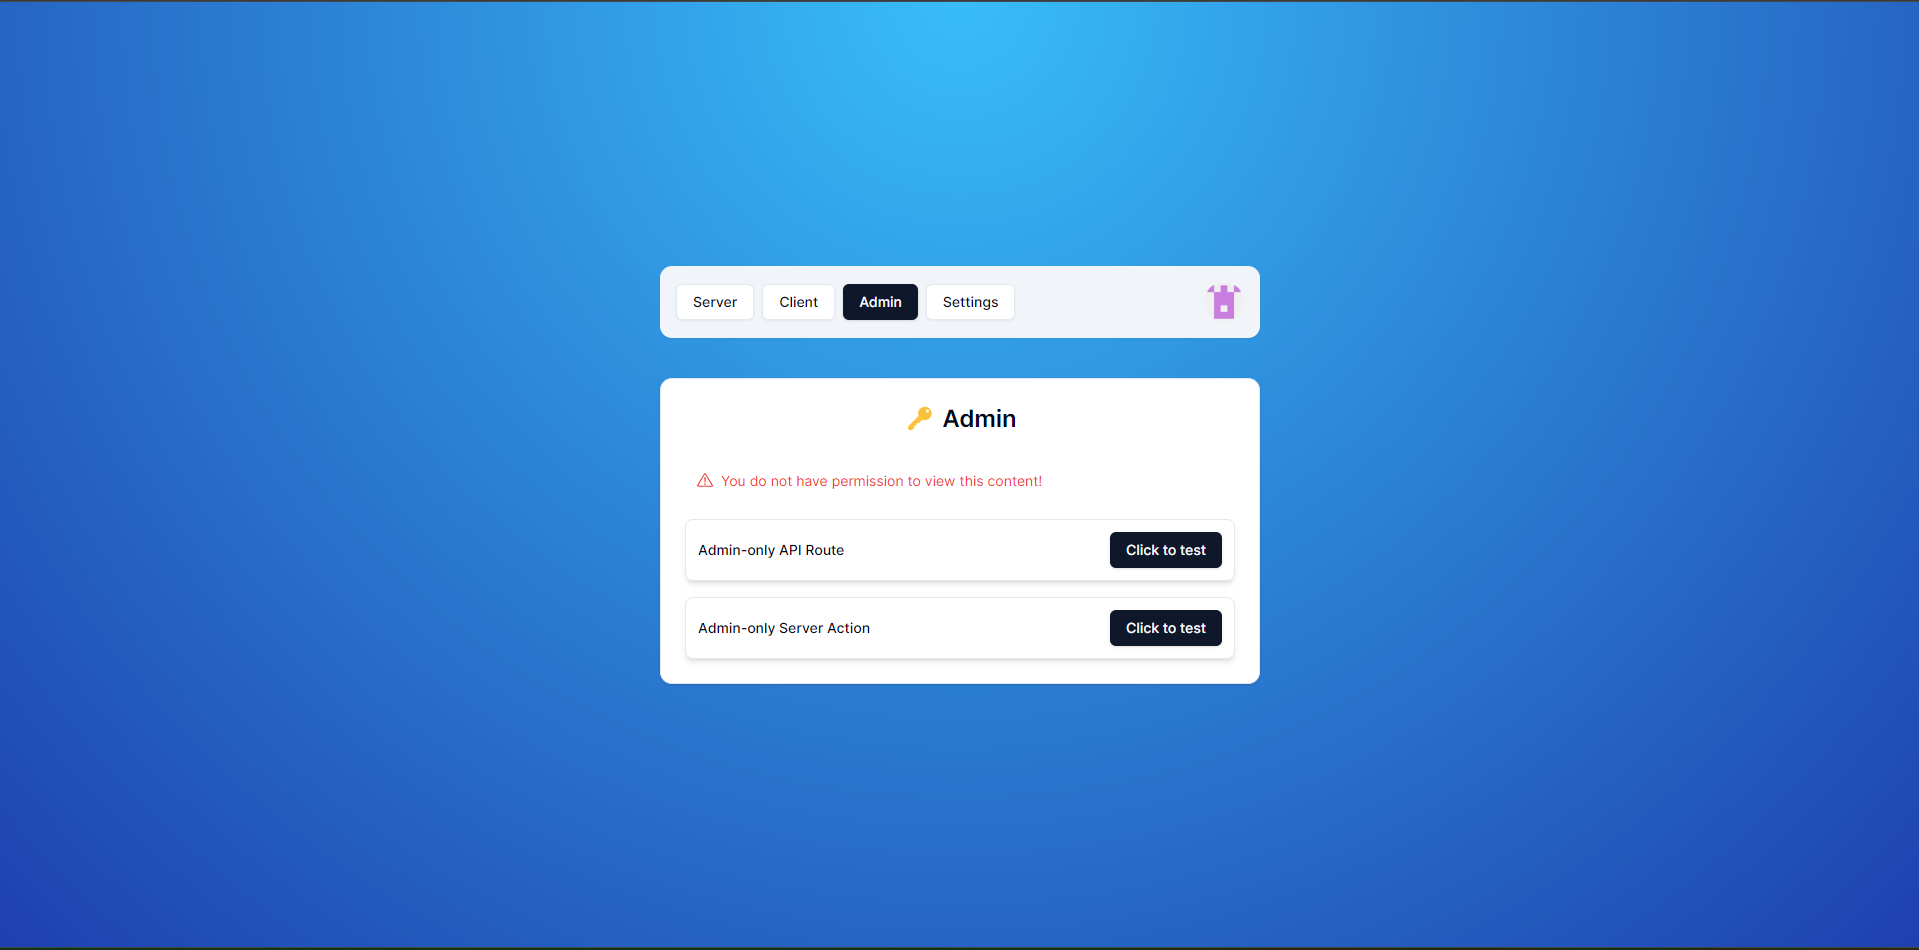 Server
Client
Admin
Settings
Admin
You do not have permission to view this content!
Admin-only API Route
Click to test
Admin-only Server Action
Click to test